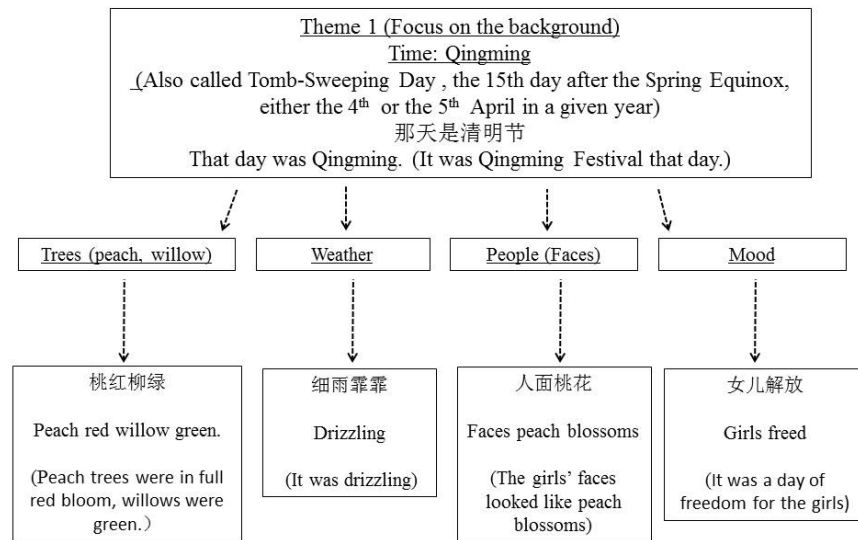 Theme 1 (Focus on the background)
Time: Qingming
(Also called Tomb-Sweeping Day , the 15th day after the Spring Equinox,
either the 4th or the 5th April in a given year)
那天是清明节
That day was Qingming. (It was Qingming Festival that day.)
Trees (peach, willow)
Weather
People (Faces)
Mood
桃红柳绿
Peach red willow green.
(Peach trees were in full
red bloom, willows were
green.）
细雨霏霏
Drizzling
(It was drizzling)
人面桃花
Faces peach blossoms
(The girls’ faces
looked like peach
blossoms)
女儿解放
Girls freed
(It was a day of
freedom for the girls)